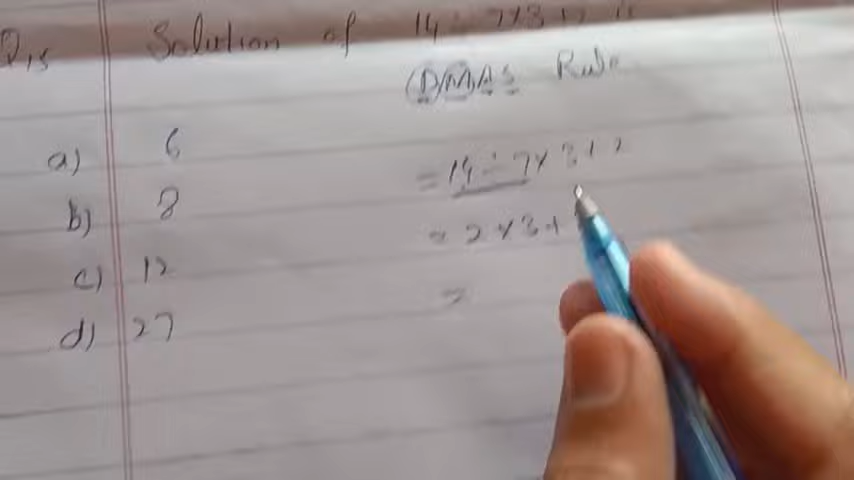 Q15 Solution of 14 ÷ 7×3+2 is
(DMAS Rule
a) 6
= 14 ÷ 7× 3+2
b) 8
= 2 × 3 +
c) 12
=
d) 27